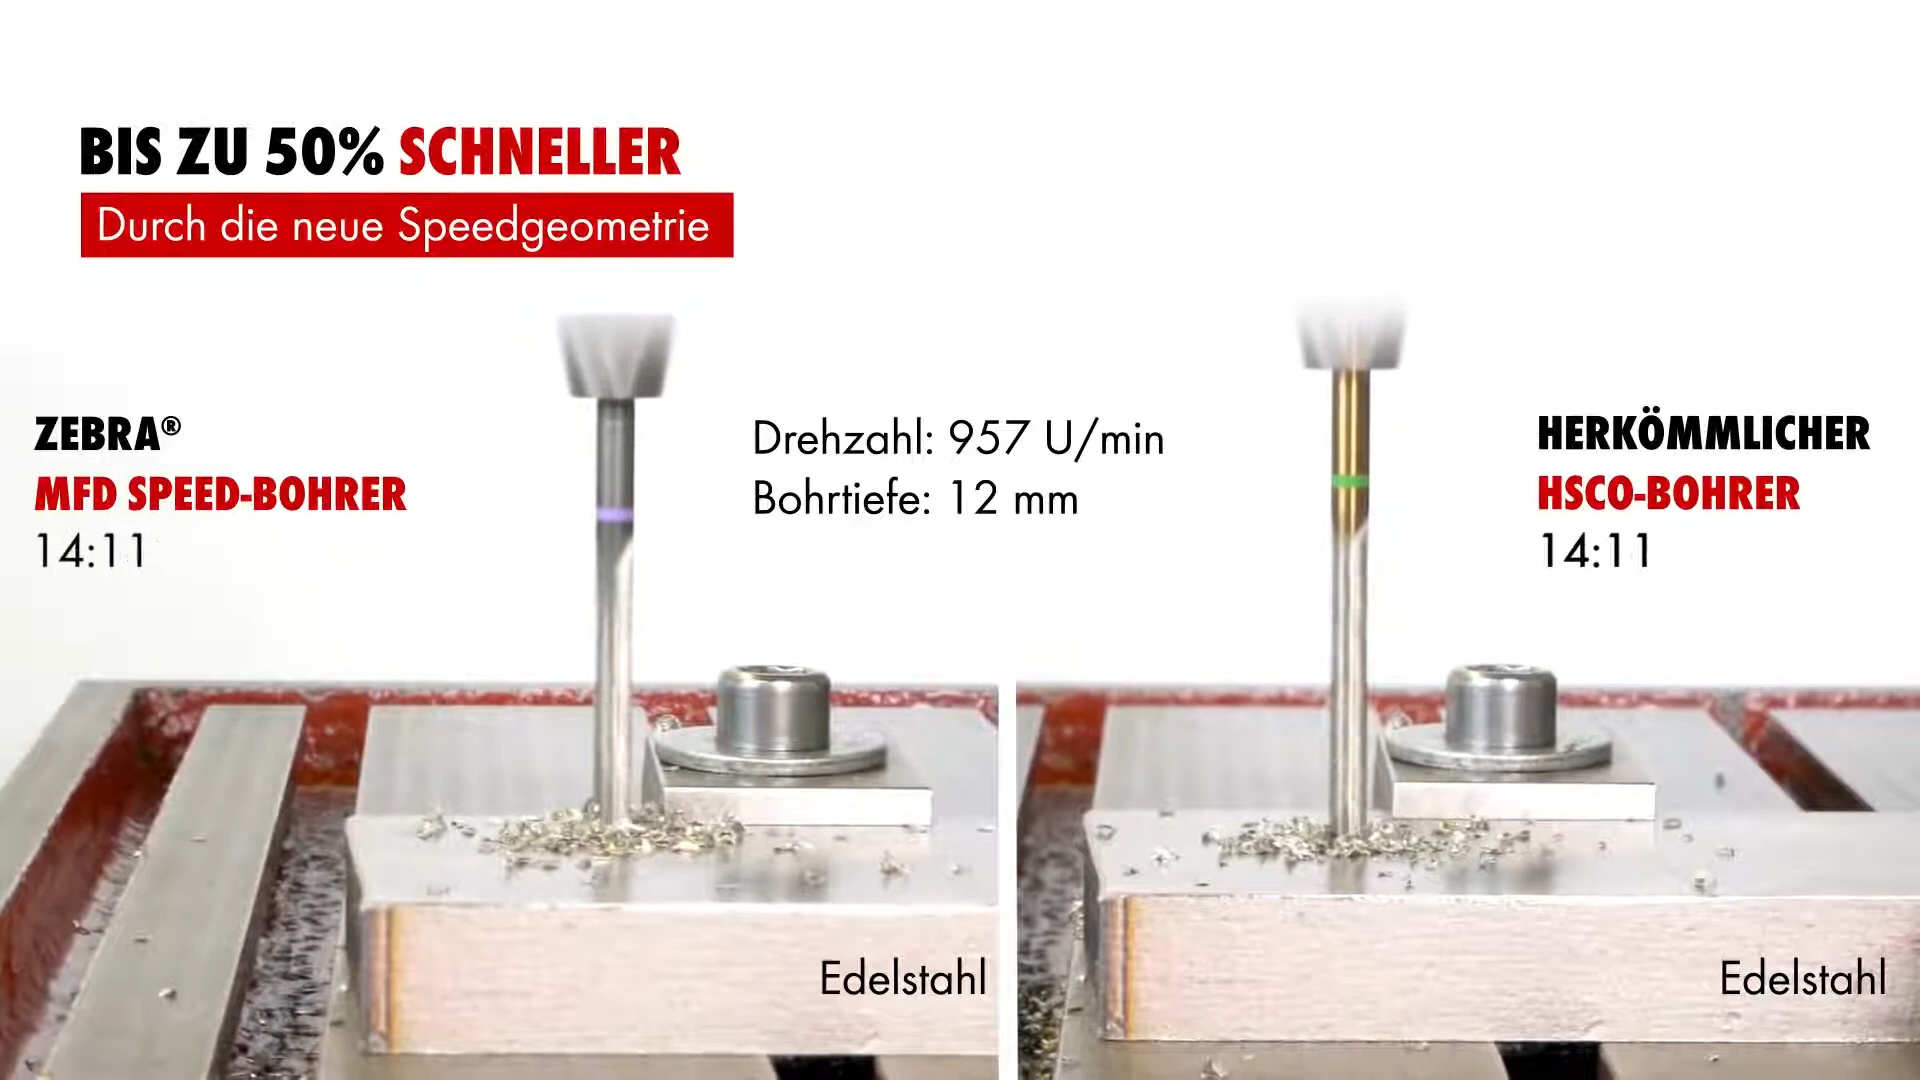 BIS ZU 50% SCHNELLER
Durch die neue Speedgeometrie
ZEBRA®
MFD SPEED-BOHRER
14:11
Drehzahl: 957 U/min
Bohrtiefe: 12 mm
HERKÖMMLICHER
HSCO-BOHRER
14:11
Edelstahl
Edelstahl